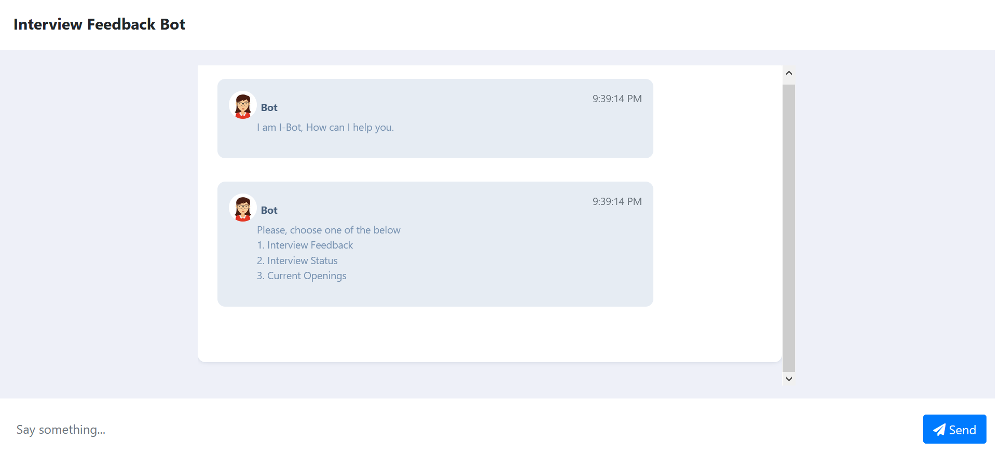 Interview Feedback Bot
Bot
9:39:14 PM
I am I-Bot, How can I help you.
Bot
9:39:14 PM
Please, choose one of the below
1. Interview Feedback
2. Interview Status
3. Current Openings
Say something...
Send